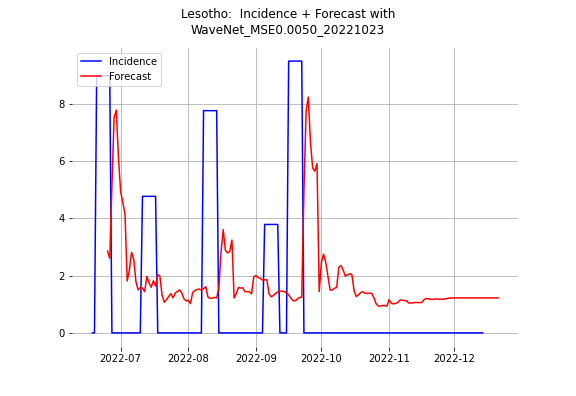 Lesotho:  Incidence + Forecast with
WaveNet_MSE0.0050_20221023
Incidence
Forecast
8
6
4
2
0
2022-07
2022-08
2022-09
2022-10
2022-11
2022-12